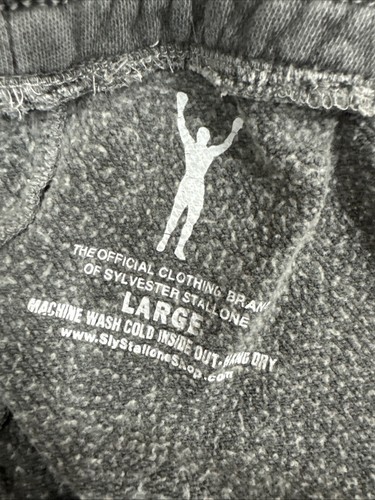 THE OFFICIAL CLOTHING BRAND
OF SYLVESTER STALLONE
LARGE
MACHINE WASH COLD INSIDE OUT-HANG DRY
www.SlyStalloneShop.com